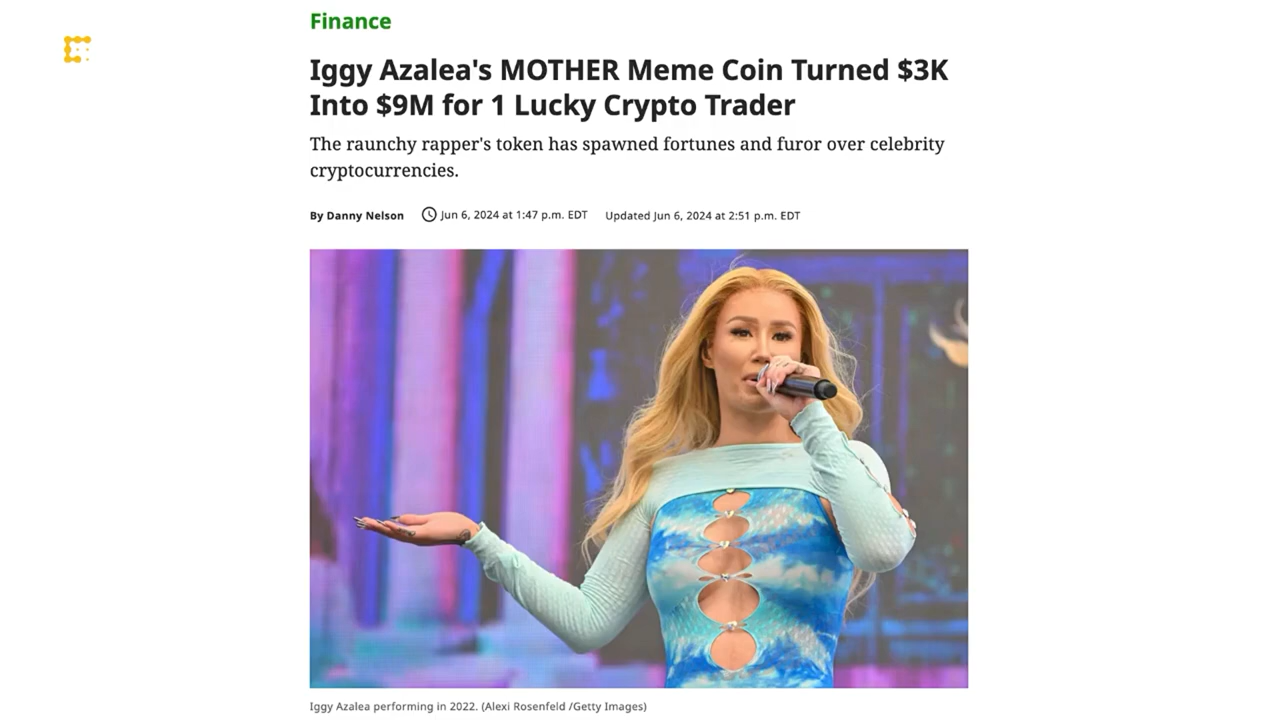 Finance
Iggy Azalea's MOTHER Meme Coin Turned $3K
Into $9M for 1 Lucky Crypto Trader
The raunchy rapper's token has spawned fortunes and furor over celebrity
cryptocurrencies.
By Danny Nelson Jun 6, 2024 at 1:47 p.m. EDT Updated Jun 6, 2024 at 2:51 p.m. EDT
Iggy Azalea performing in 2022. (Alexi Rosenfeld /Getty Images)